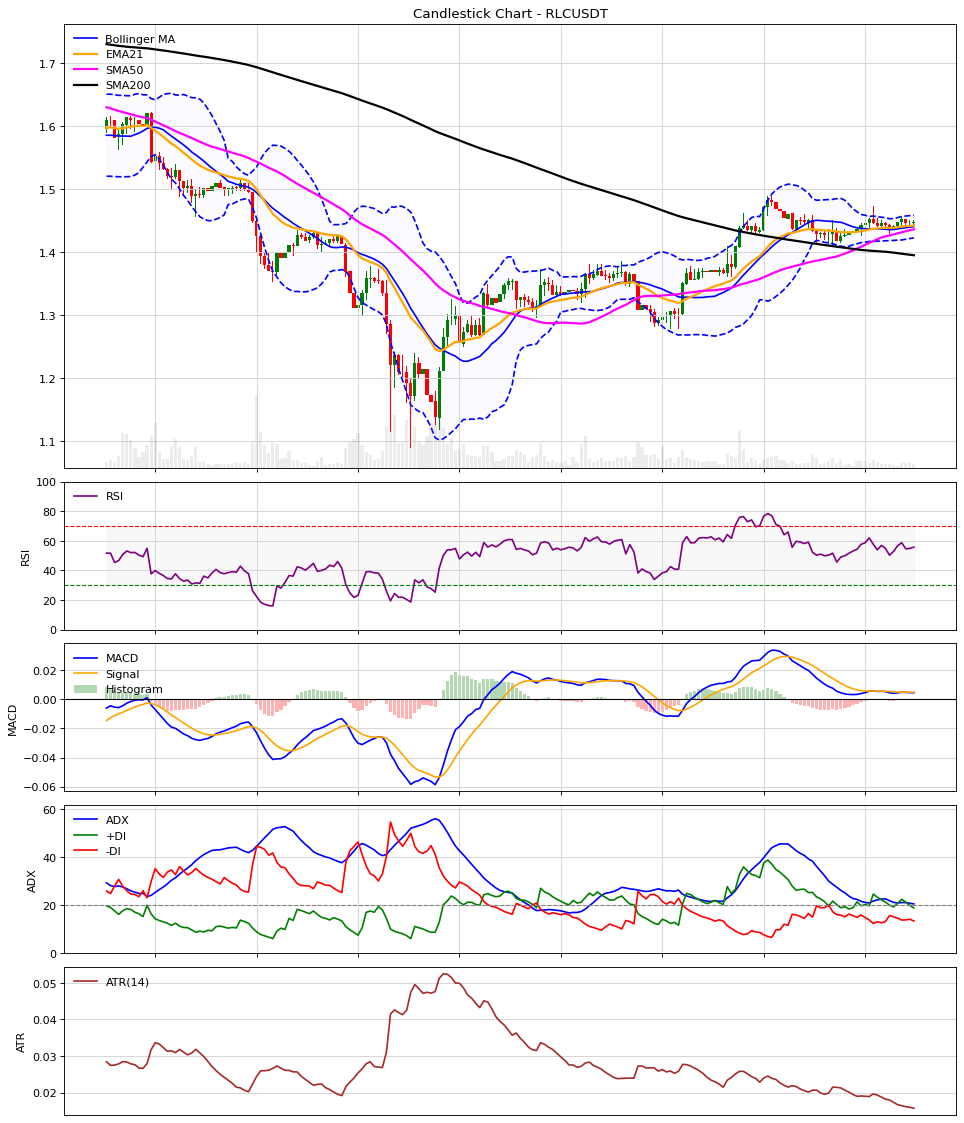 Candlestick Chart - RLCUSDT
Bollinger MA
EMA21
SMA50
SMA200
1.7
1.6
1.5
1.4
1.3
1.2
1.1
RSI
100
80
60
40
20
0
RSI
MACD
Signal
Histogram
0.02
0.00
−0.02
−0.04
−0.06
MACD
ADX
+DI
-DI
60
40
20
0
ADX
ATR(14)
0.05
0.04
0.03
0.02
ATR